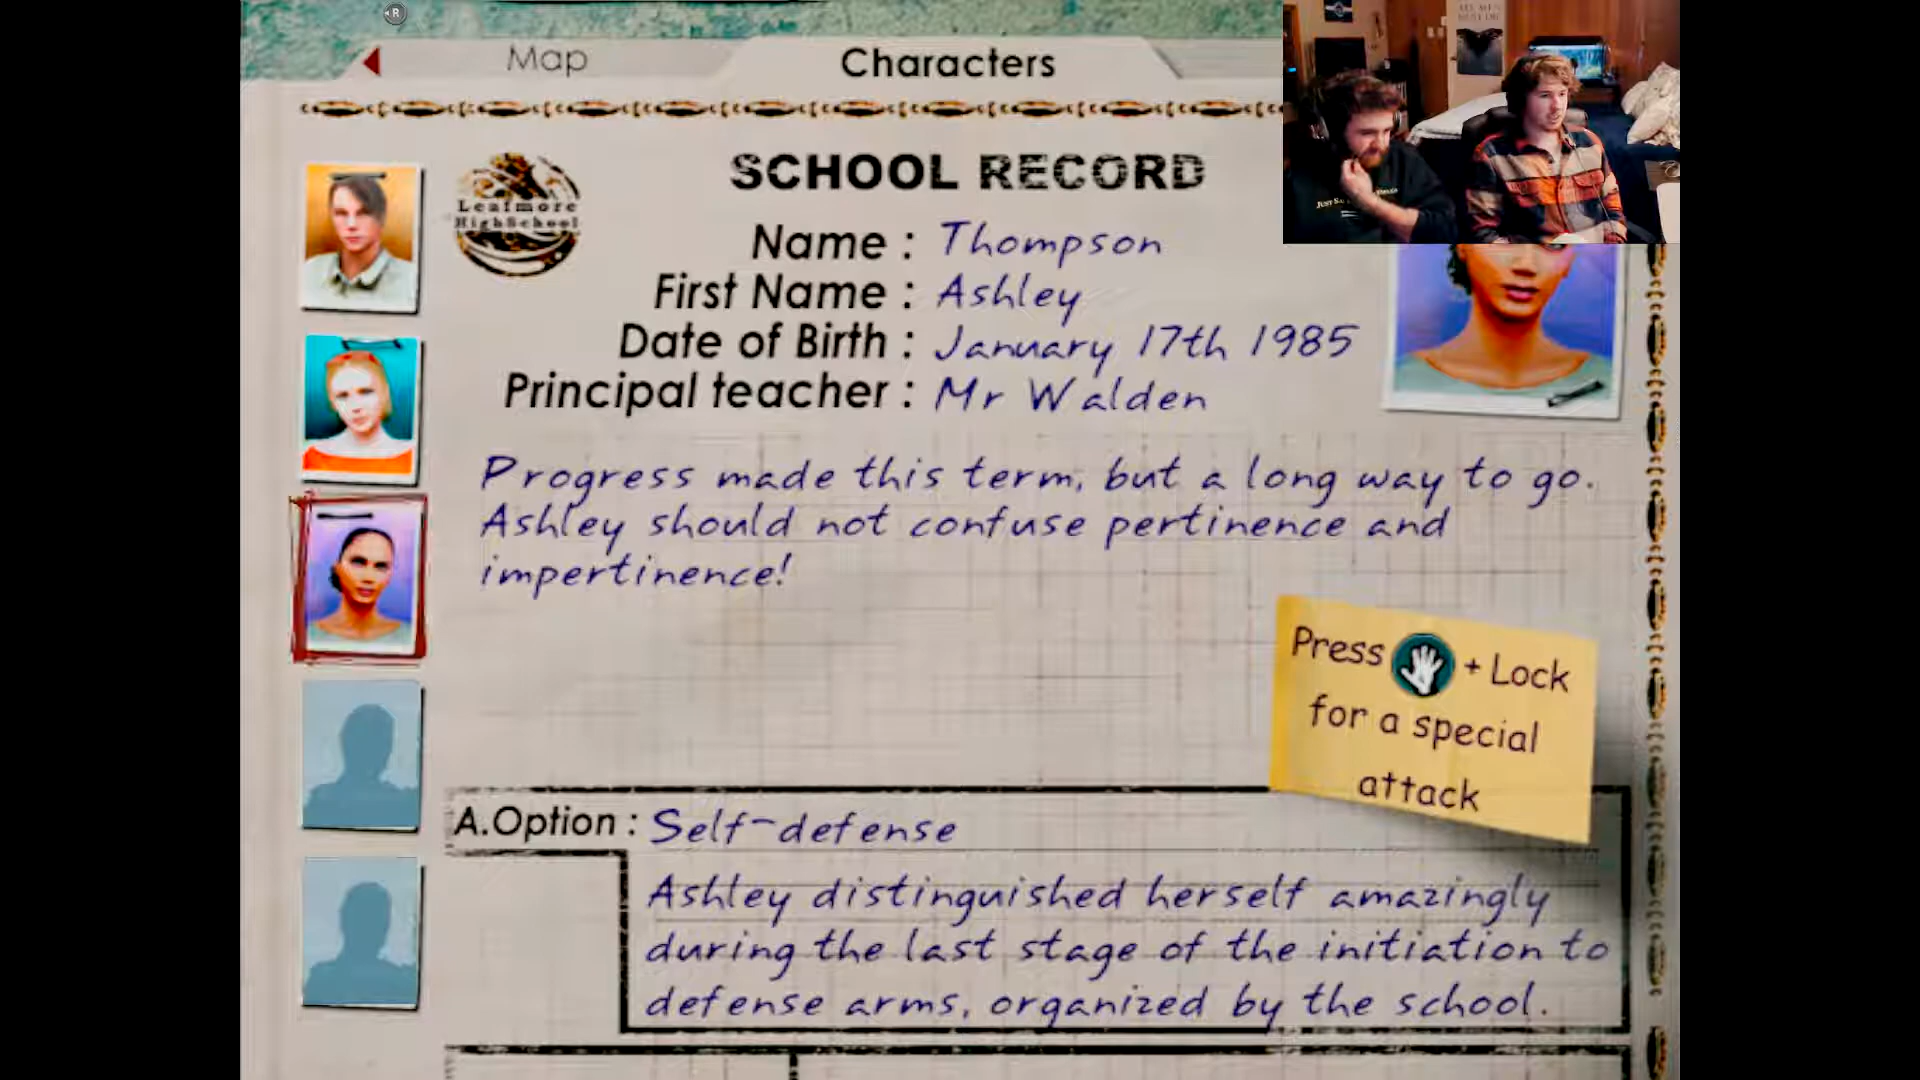 R
Map
Characters
Leafmore
HighSchool
SCHOOL RECORD
Name : Thompson
First Name : Ashley
Date of Birth : January 17th 1985
Principal teacher : Mr Walden
Progress made this term, but a long way to go.
Ashley should not confuse pertinence and
impertinence!
Press + Lock
for a special
attack
A.Option : Self-defense
Ashley distinguished herself amazingly
during the last stage of the initiation to
defense arms, organized by the school.